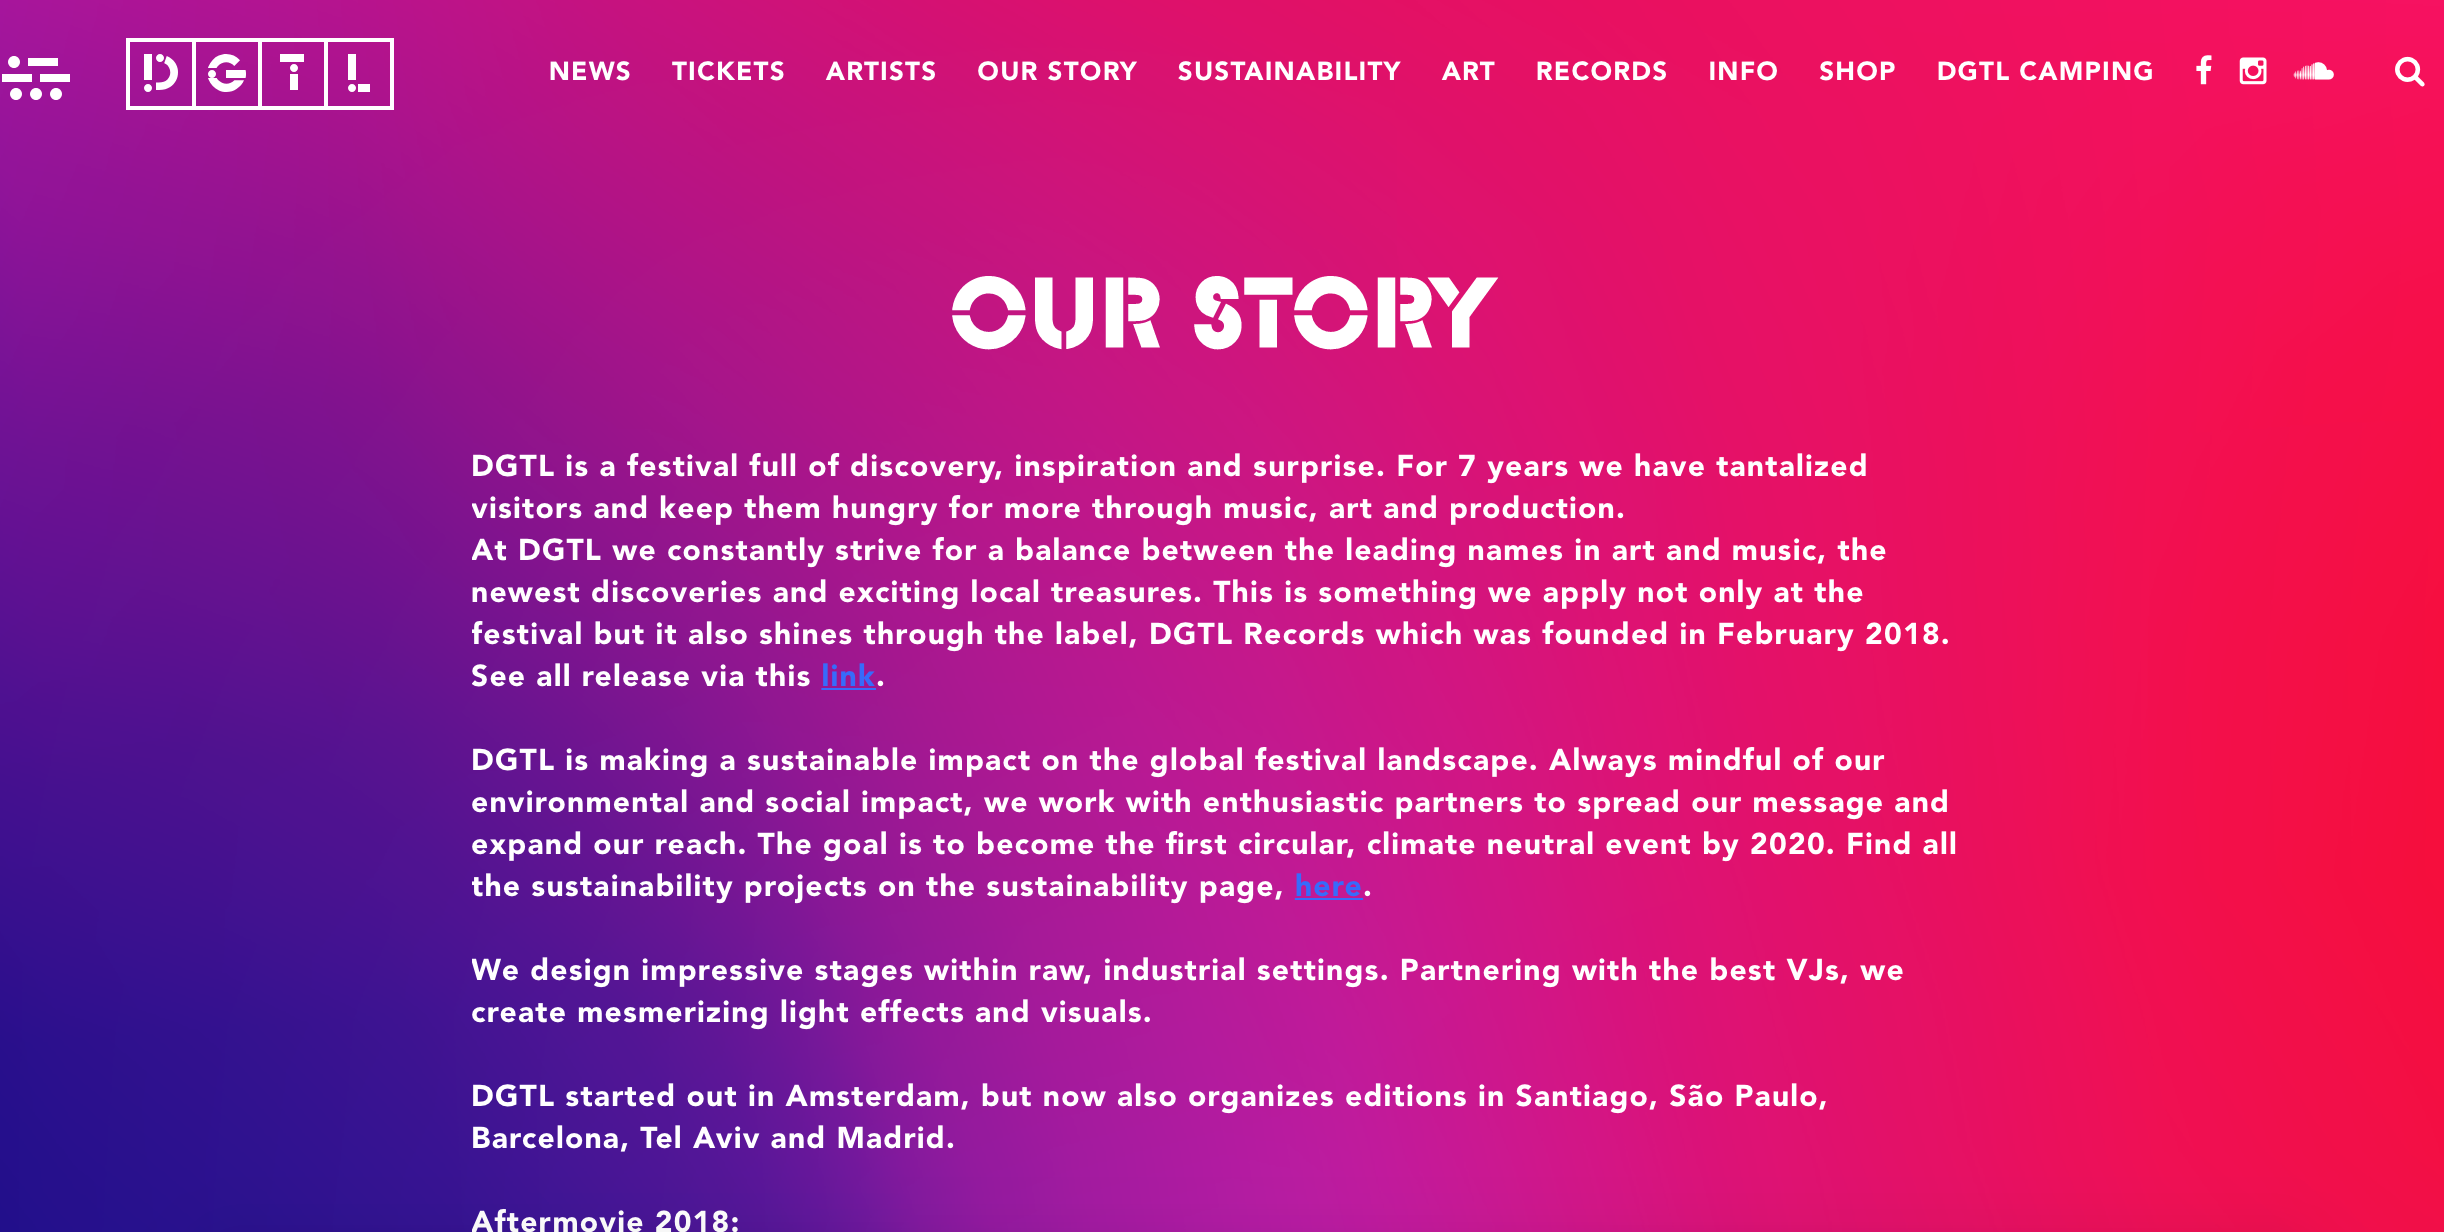 DGTL
NEWS TICKETS ARTISTS OUR STORY SUSTAINABILITY ART RECORDS INFO SHOP DGTL CAMPING
OUR STORY
DGTL is a festival full of discovery, inspiration and surprise. For 7 years we have tantalized
visitors and keep them hungry for more through music, art and production.
At DGTL we constantly strive for a balance between the leading names in art and music, the
newest discoveries and exciting local treasures. This is something we apply not only at the
festival but it also shines through the label, DGTL Records which was founded in February 2018.
See all release via this link.
DGTL is making a sustainable impact on the global festival landscape. Always mindful of our
environmental and social impact, we work with enthusiastic partners to spread our message and
expand our reach. The goal is to become the first circular, climate neutral event by 2020. Find all
the sustainability projects on the sustainability page, here.
We design impressive stages within raw, industrial settings. Partnering with the best VJs, we
create mesmerizing light effects and visuals.
DGTL started out in Amsterdam, but now also organizes editions in Santiago, São Paulo,
Barcelona, Tel Aviv and Madrid.
Aftermovie 2018: